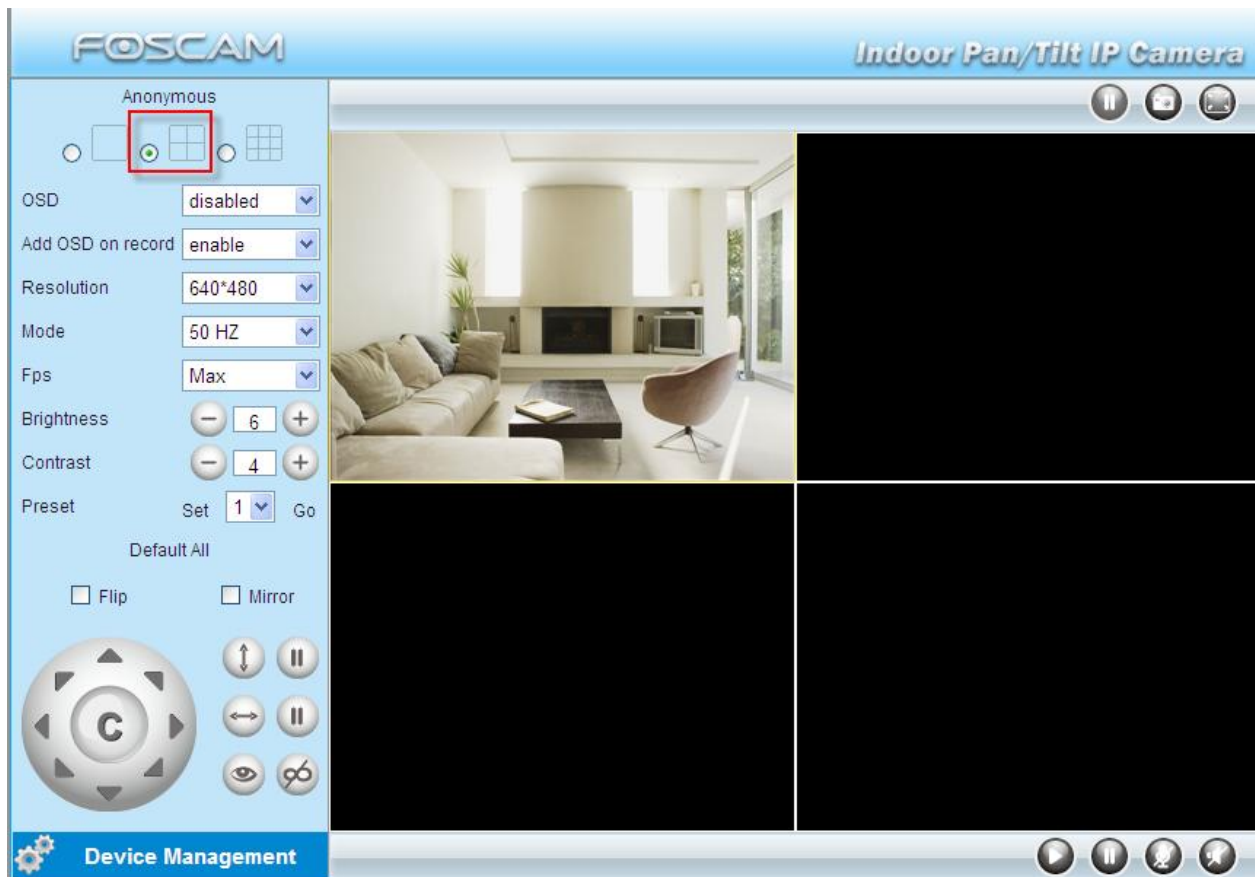 FOSCAM
Indoor Pan/Tilt IP Camera
Anonymous
OSD disabled
Add OSD on record enable
Resolution 640*480
Mode 50 HZ
Fps Max
Brightness 6
Contrast 4
Preset Set 1 Go
Default All
Flip Mirror
C
Device Management